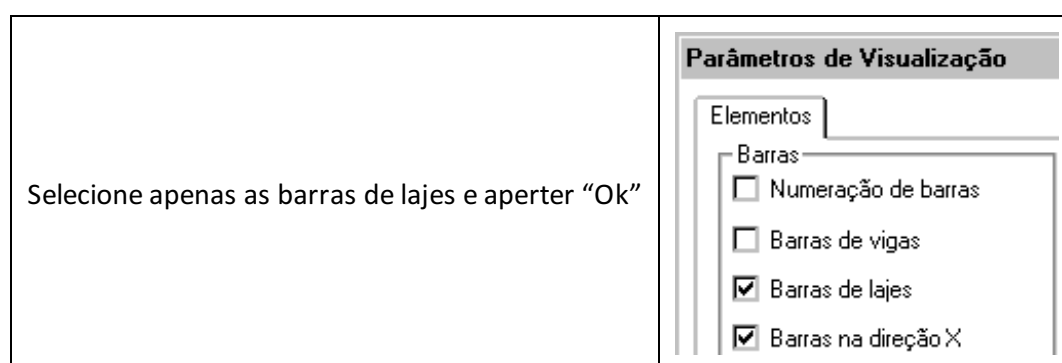 Selecione apenas as barras de lajes e aperter “Ok”
Parâmetros de Visualização
Elementos
Barras
Numeração de barras
Barras de vigas
Barras de lajes
Barras na direção X